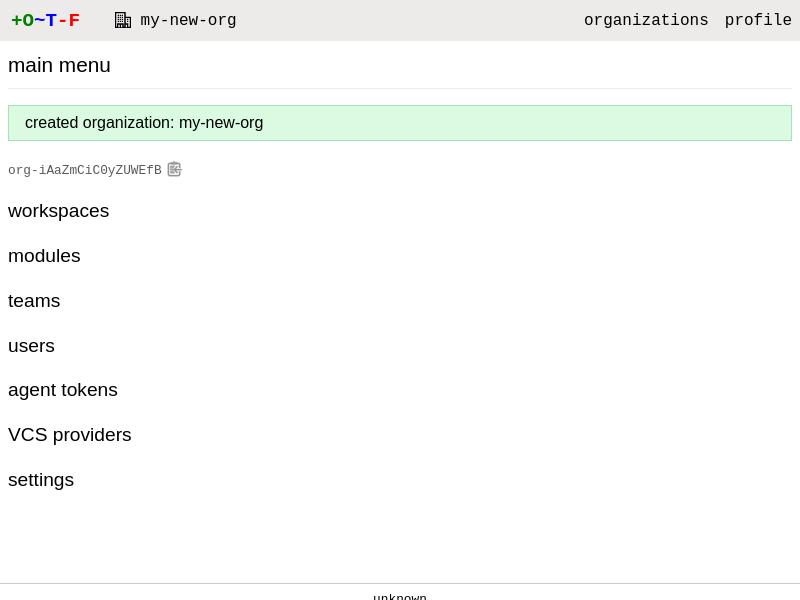 +O~T-F my-new-org organizations profile
main menu
created organization: my-new-org
org-iAaZmCiC0yZUWEfB
workspaces
modules
teams
users
agent tokens
VCS providers
settings
unknown